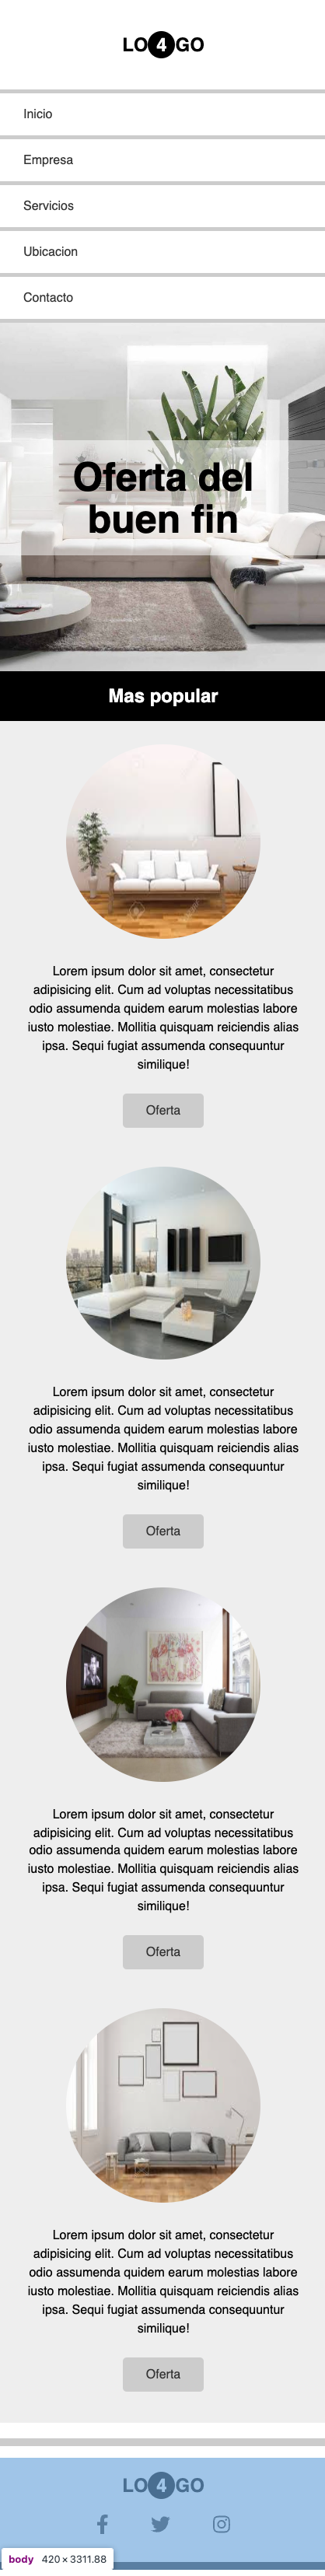 LO4GO
Inicio
Empresa
Servicios
Ubicacion
Contacto
Oferta del
buen fin
Mas popular
Lorem ipsum dolor sit amet, consectetur
adipisicing elit. Cum ad voluptas necessitatibus
odio assumenda quidem earum molestias labore
iusto molestiae. Mollitia quisquam reiciendis alias
ipsa. Sequi fugiat assumenda consequuntur
similique!
Oferta
Lorem ipsum dolor sit amet, consectetur
adipisicing elit. Cum ad voluptas necessitatibus
odio assumenda quidem earum molestias labore
iusto molestiae. Mollitia quisquam reiciendis alias
ipsa. Sequi fugiat assumenda consequuntur
similique!
Oferta
Lorem ipsum dolor sit amet, consectetur
adipisicing elit. Cum ad voluptas necessitatibus
odio assumenda quidem earum molestias labore
iusto molestiae. Mollitia quisquam reiciendis alias
ipsa. Sequi fugiat assumenda consequuntur
similique!
Oferta
Lorem ipsum dolor sit amet, consectetur
adipisicing elit. Cum ad voluptas necessitatibus
odio assumenda quidem earum molestias labore
iusto molestiae. Mollitia quisquam reiciendis alias
ipsa. Sequi fugiat assumenda consequuntur
similique!
Oferta
LO4GO
body 420 × 3311.88